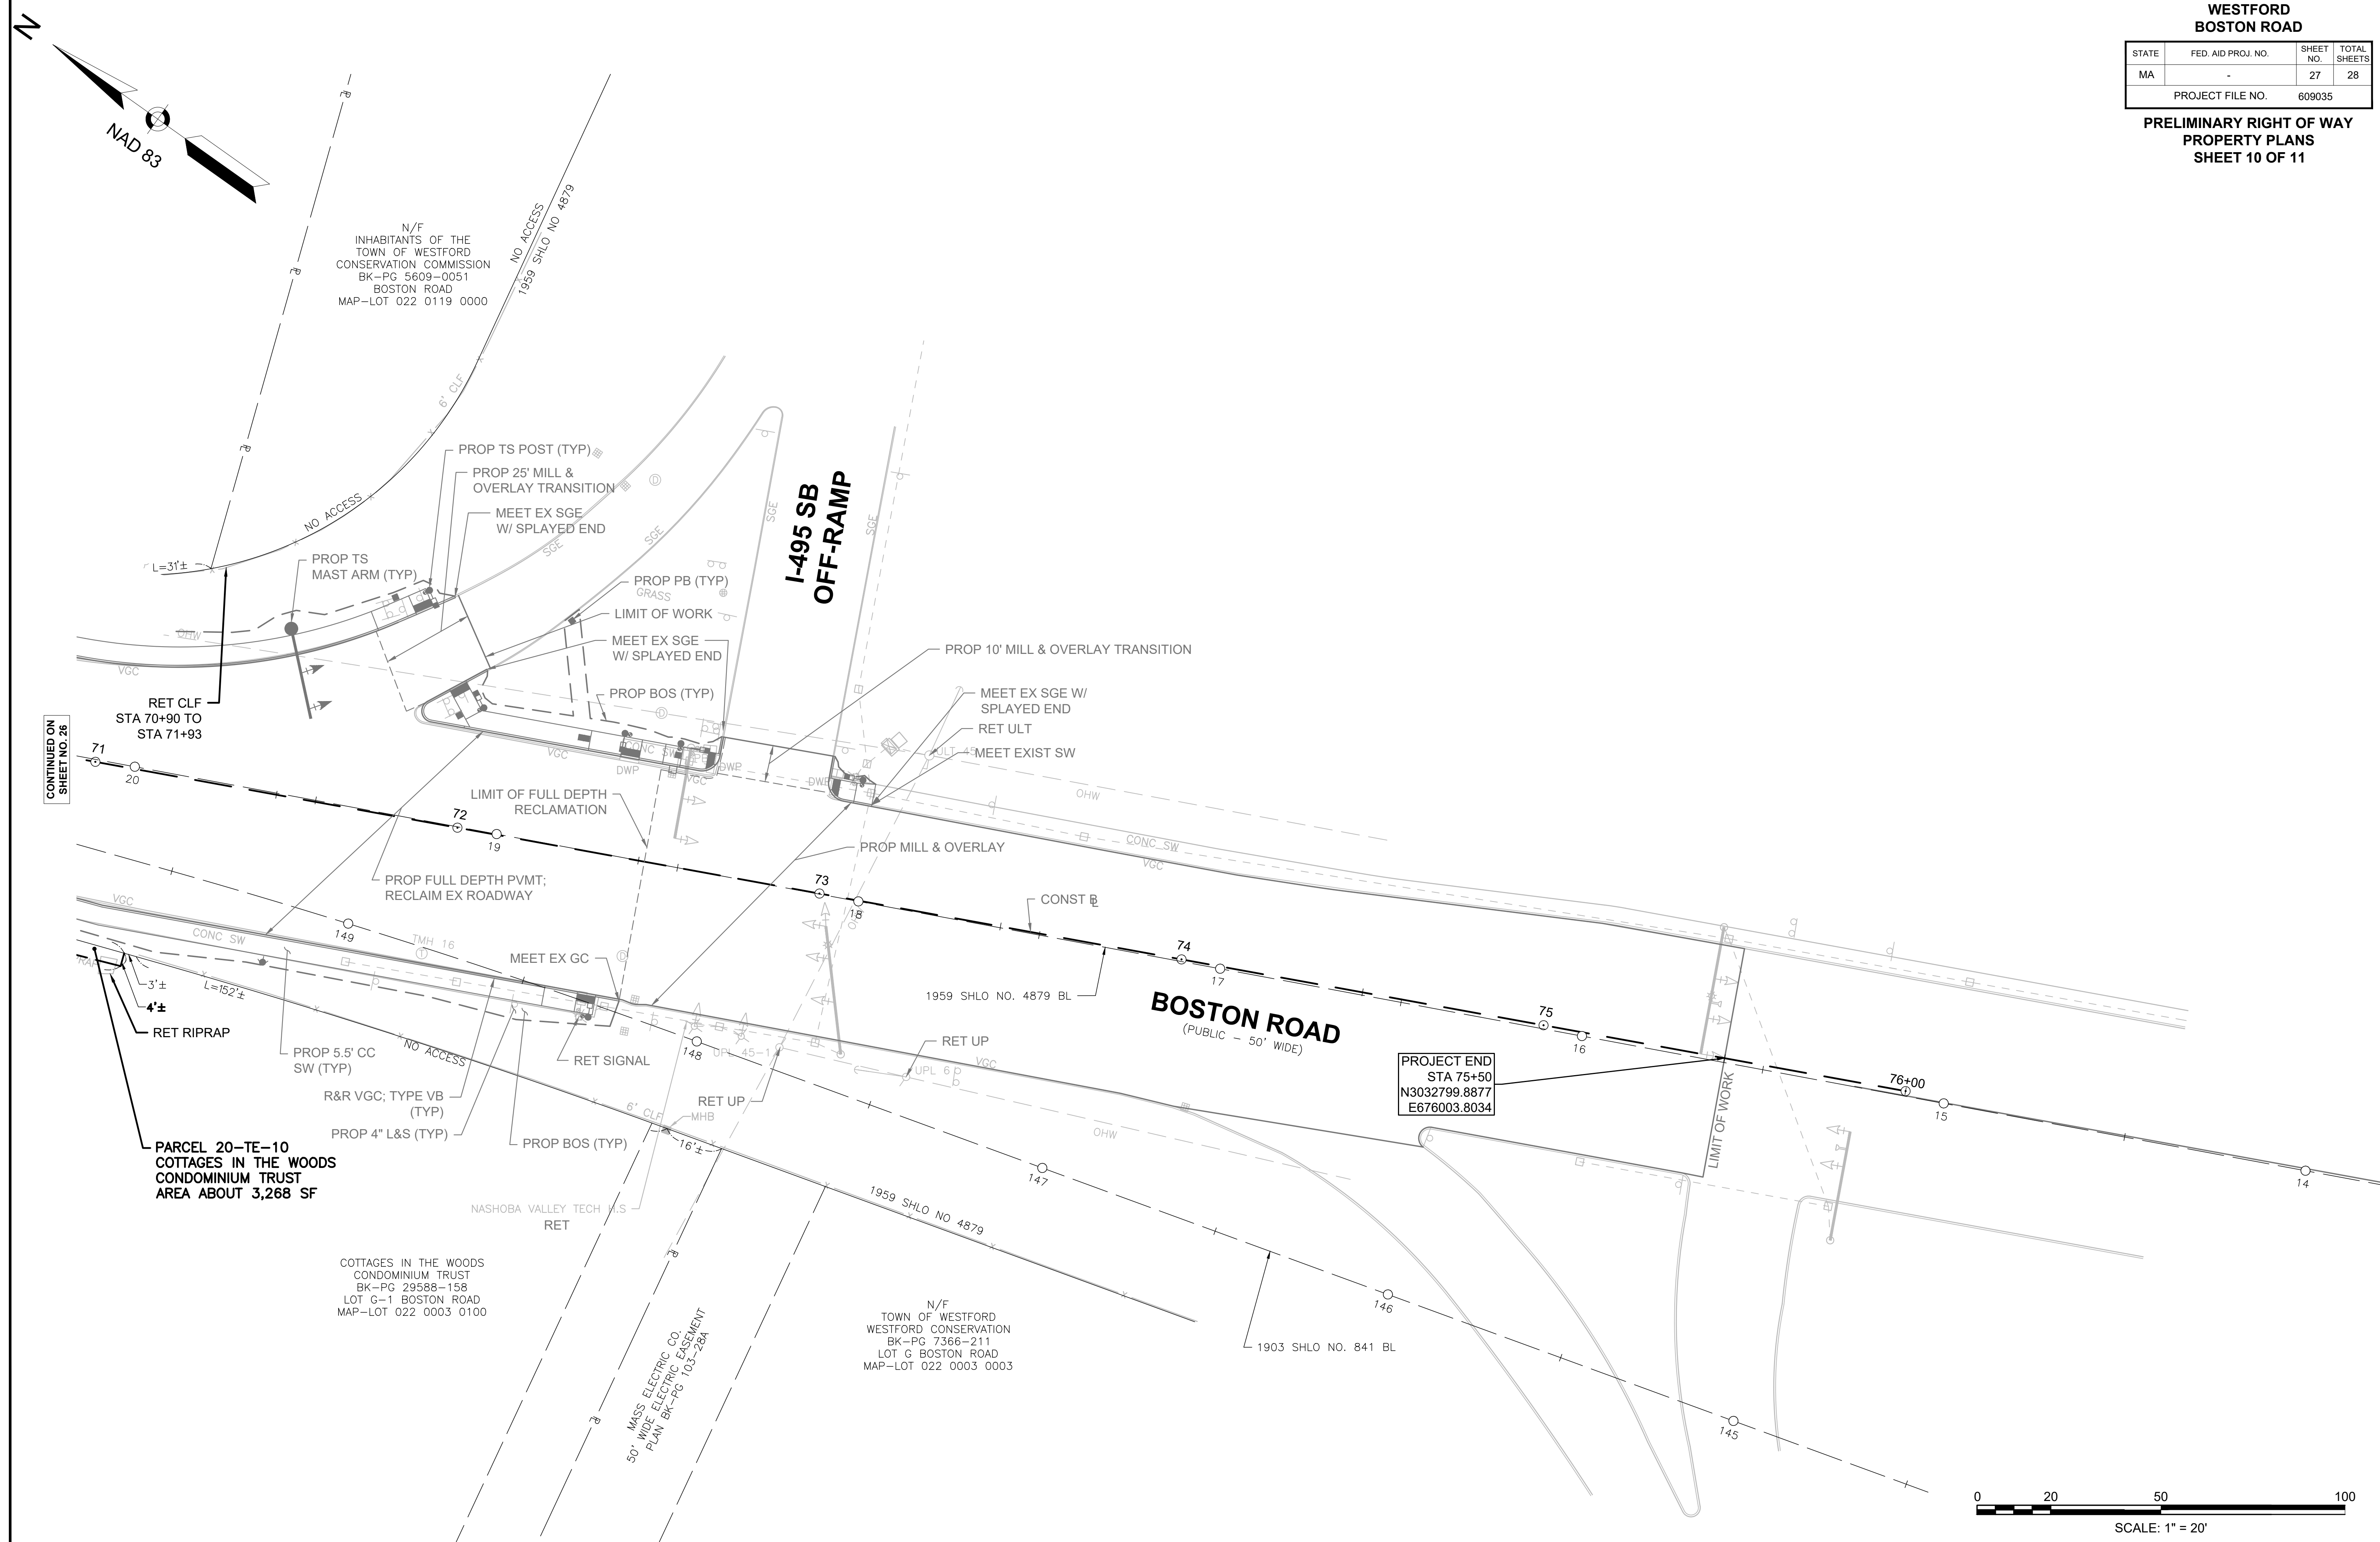 WESTFORD
BOSTON ROAD
STATE FED. AID PROJ. NO. SHEET NO. TOTAL SHEETS
MA - 27 28
PROJECT FILE NO. 609035
PRELIMINARY RIGHT OF WAY
PROPERTY PLANS
SHEET 10 OF 11
N
NAD 83
N/F
INHABITANTS OF THE
TOWN OF WESTFORD
CONSERVATION COMMISSION
BK-PG 5609-0051
BOSTON ROAD
MAP-LOT 022 0119 0000
NO ACCESS
1959 SHLO NO 4879
6' CLF
NO ACCESS
L=31'±
PROP TS POST (TYP)
PROP 25' MILL &
OVERLAY TRANSITION
MEET EX SGE
W/ SPLAYED END
PROP TS
MAST ARM (TYP)
SGE
SGE
SGE
SGE
D
I-495 SB
OFF-RAMP
PROP PB (TYP)
GRASS
LIMIT OF WORK
MEET EX SGE
W/ SPLAYED END
PROP BOS (TYP)
PROP 10' MILL & OVERLAY TRANSITION
MEET EX SGE W/
SPLAYED END
RET ULT
ULT 45
MEET EXIST SW
OHW
VGC
RET CLF
STA 70+90 TO
STA 71+93
CONTINUED ON
SHEET NO. 26
D
VGC
CONC SW
DWP
VGC
DWP
DWP
OHW
CONC SW
VGC
71
20
72
19
LIMIT OF FULL DEPTH
RECLAMATION
PROP MILL & OVERLAY
PROP FULL DEPTH PVMT;
RECLAIM EX ROADWAY
73
18
CONST BL
74
17
1959 SHLO NO. 4879 BL
BOSTON ROAD
(PUBLIC - 50' WIDE)
75
16
76+00
15
14
VGC
CONC SW
149
TMH 16
T
D
MEET EX GC
3'±
4'±
L=152'±
RET RIPRAP
NO ACCESS
PROP 5.5' CC
SW (TYP)
R&R VGC; TYPE VB
(TYP)
PROP 4" L&S (TYP)
PROP BOS (TYP)
RET SIGNAL
148
UPL 45-1
RET UP
UPL 6
RET UP
VGC
OHW
6' CLF
MHB
16'±
PROJECT END
STA 75+50
N3032799.8877
E676003.8034
LIMIT OF WORK
PARCEL 20-TE-10
COTTAGES IN THE WOODS
CONDOMINIUM TRUST
AREA ABOUT 3,268 SF
NASHOBA VALLEY TECH H.S
RET
147
1959 SHLO NO 4879
COTTAGES IN THE WOODS
CONDOMINIUM TRUST
BK-PG 29588-158
LOT G-1 BOSTON ROAD
MAP-LOT 022 0003 0100
MASS ELECTRIC CO.
50' WIDE ELECTRIC EASEMENT
PLAN BK-PG 103-28A
N/F
TOWN OF WESTFORD
WESTFORD CONSERVATION
BK-PG 7366-211
LOT G BOSTON ROAD
MAP-LOT 022 0003 0003
146
1903 SHLO NO. 841 BL
145
0 20 50 100
SCALE: 1" = 20'